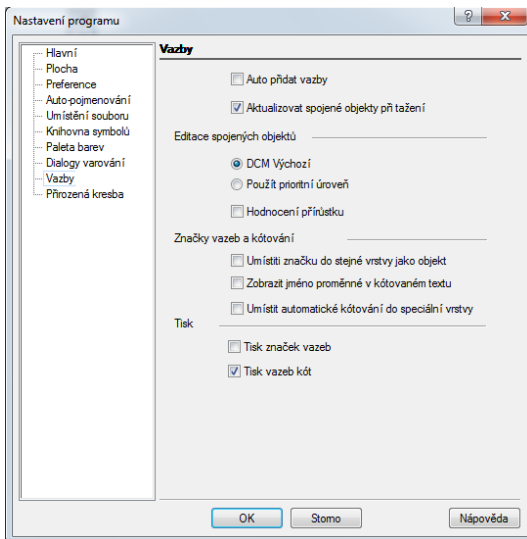 Nastavení programu
Hlavní
Plocha
Preference
Auto-pojmenování
Umístění souboru
Knihovna symbolů
Paleta barev
Dialogy varování
Vazby
Přirozená kresba
Vazby
Auto přidat vazby
Aktualizovat spojené objekty při tažení
Editace spojených objektů
DCM Výchozí
Použít prioritní úroveň
Hodnocení přírůstku
Značky vazeb a kótování
Umístiti značku do stejné vrstvy jako objekt
Zobrazit jméno proměnné v kótovaném textu
Umístit automatické kótování do speciální vrstvy
Tisk
Tisk značek vazeb
Tisk vazeb kót
OK
Storno
Nápověda